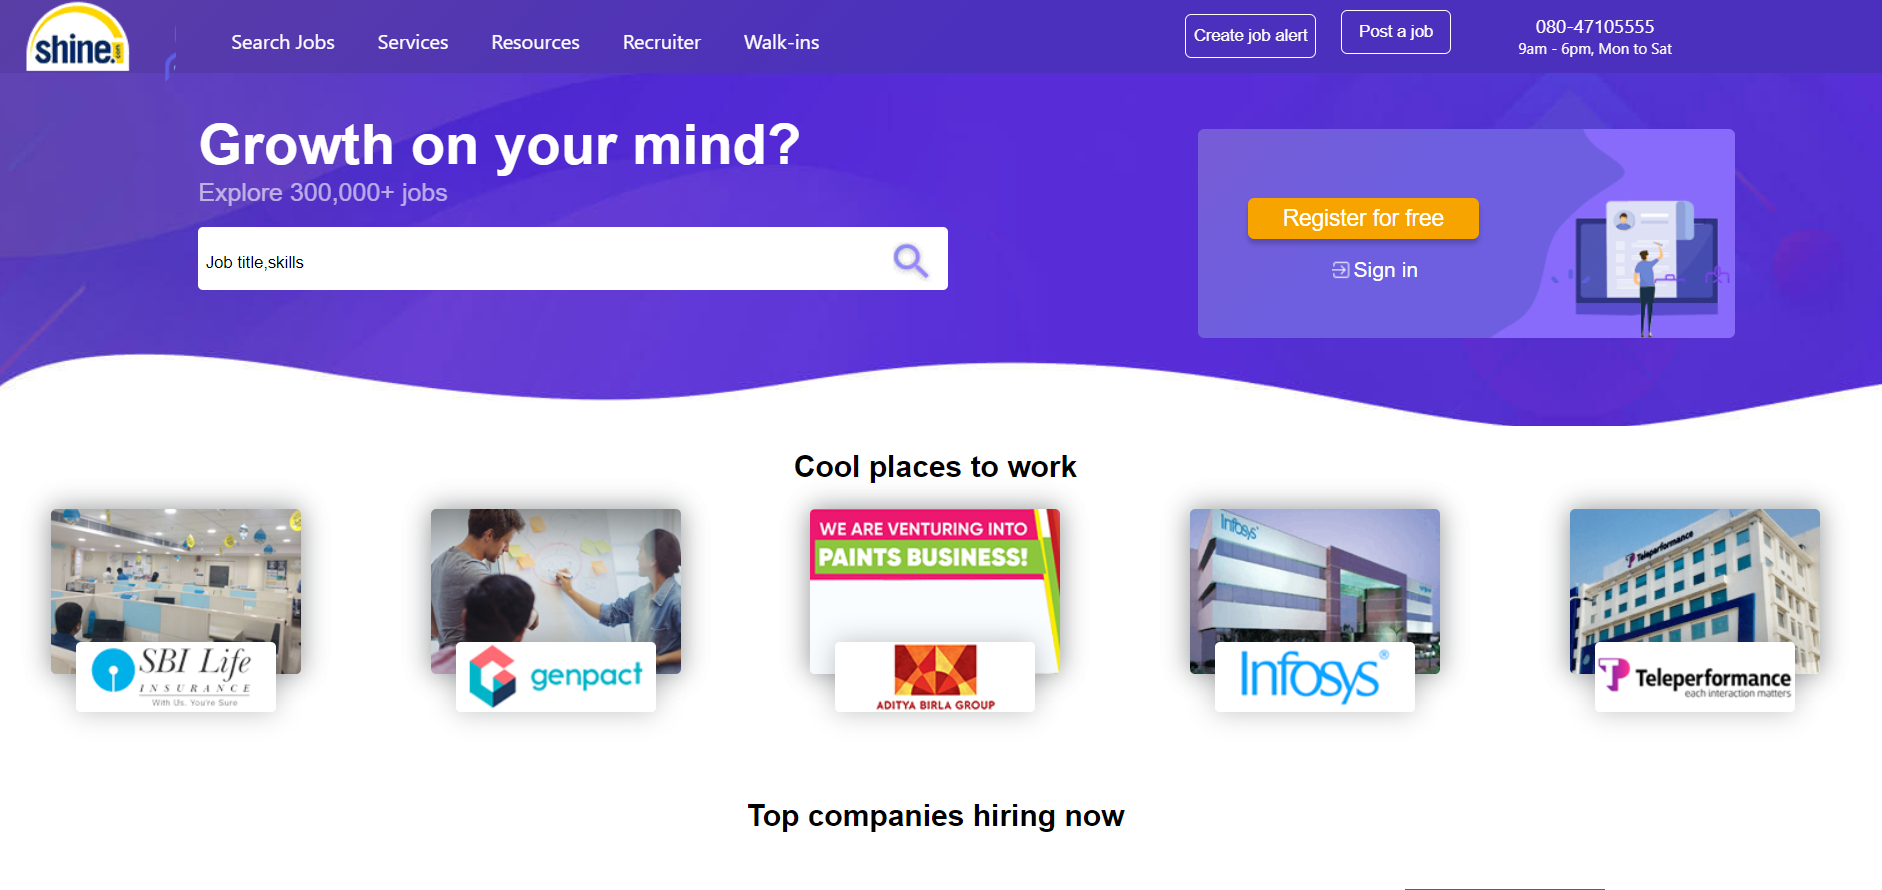 shine.com
Search Jobs
Services
Resources
Recruiter
Walk-ins
Create job alert
Post a job
080-47105555
9am - 6pm, Mon to Sat
Growth on your mind?
Explore 300,000+ jobs
Job title,skills
Register for free
Sign in
Cool places to work
WE ARE VENTURING INTO
PAINTS BUSINESS!
Infosys
Teleperformance
SBI Life
INSURANCE
With Us. You're Sure
genpact
ADITYA BIRLA GROUP
Infosys®
Teleperformance
each interaction matters
Top companies hiring now